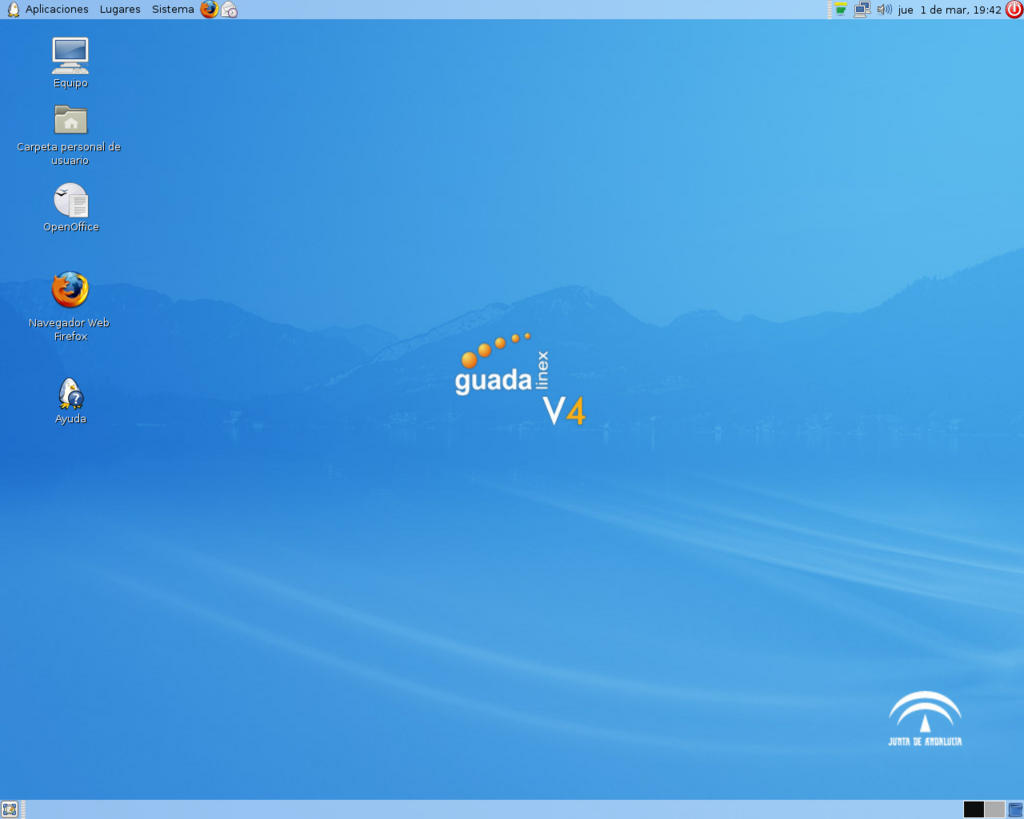 Aplicaciones Lugares Sistema jue 1 de mar, 19:42
Equipo
Carpeta personal de
usuario
OpenOffice
Navegador Web
Firefox
Ayuda
guada
linex
V4
JUNTA DE ANDALUCIA